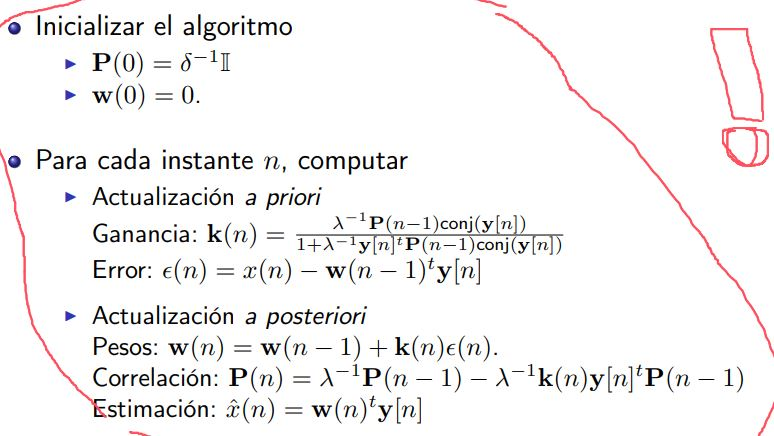 Inicializar el algoritmo
P(0) = δ⁻¹𝕀
w(0) = 0.
Para cada instante n, computar
Actualización a priori
Ganancia: k(n) = λ⁻¹P(n−1)conj(y[n]) / 1+λ⁻¹y[n]ᵗP(n−1)conj(y[n])
Error: ϵ(n) = x(n) − w(n − 1)ᵗy[n]
Actualización a posteriori
Pesos: w(n) = w(n − 1) + k(n)ϵ(n).
Correlación: P(n) = λ⁻¹P(n − 1) − λ⁻¹k(n)y[n]ᵗP(n − 1)
Estimación: x̂(n) = w(n)ᵗy[n]